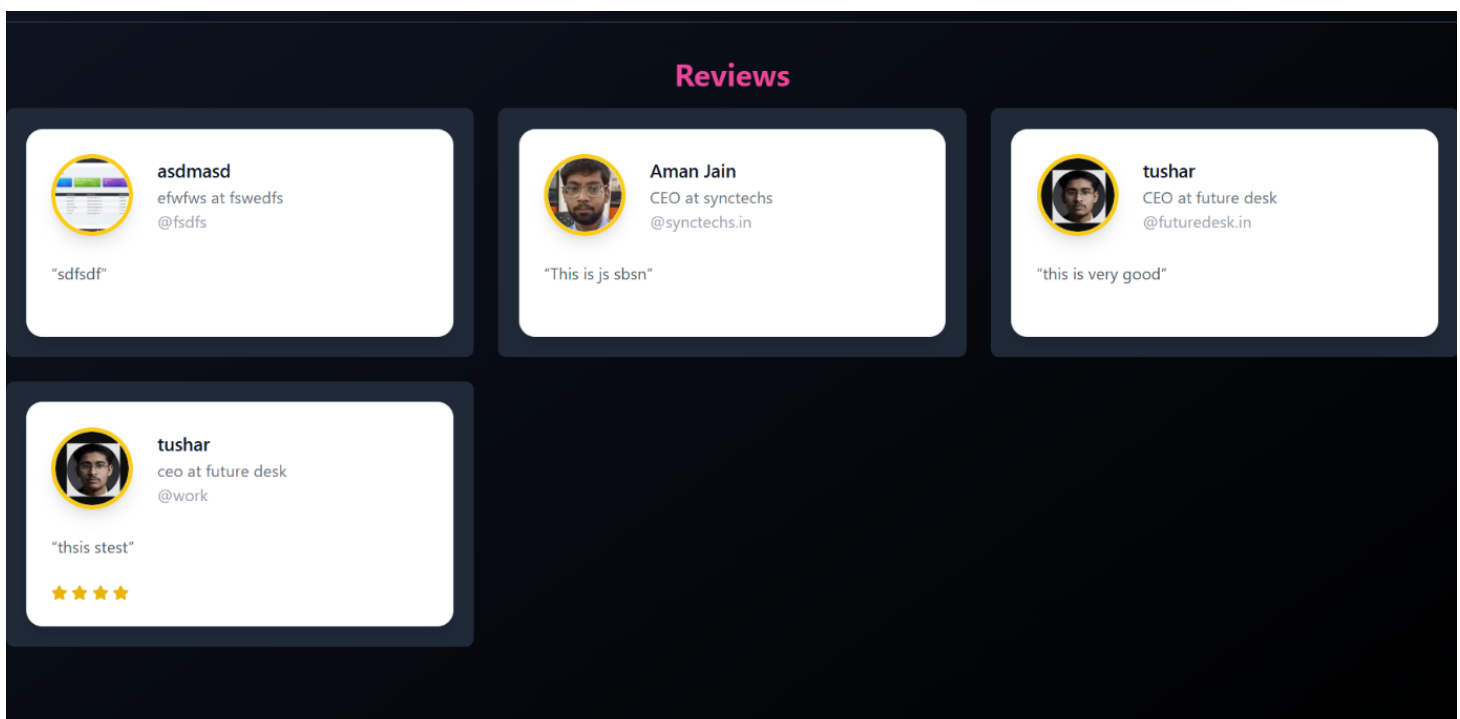 Reviews
asdmasd
efwfws at fswedfs
@fsdfs
“sdfsdf”
Aman Jain
CEO at synctechs
@synctechs.in
“This is js sbsn”
tushar
CEO at future desk
@futuredesk.in
“this is very good”
tushar
ceo at future desk
@work
“thsis stest”